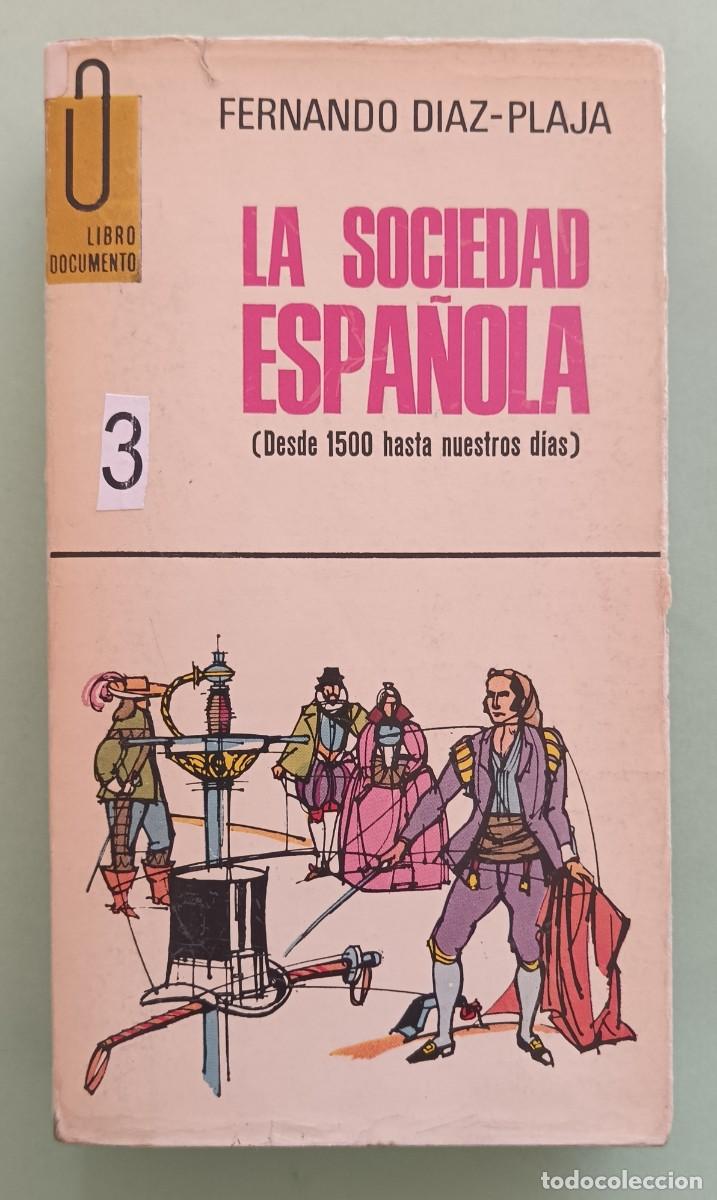 FERNANDO DIAZ-PLAJA
LIBRO
DOCUMENTO
LA SOCIEDAD
ESPAÑOLA
(Desde 1500 hasta nuestros días)
3
todocoleccion